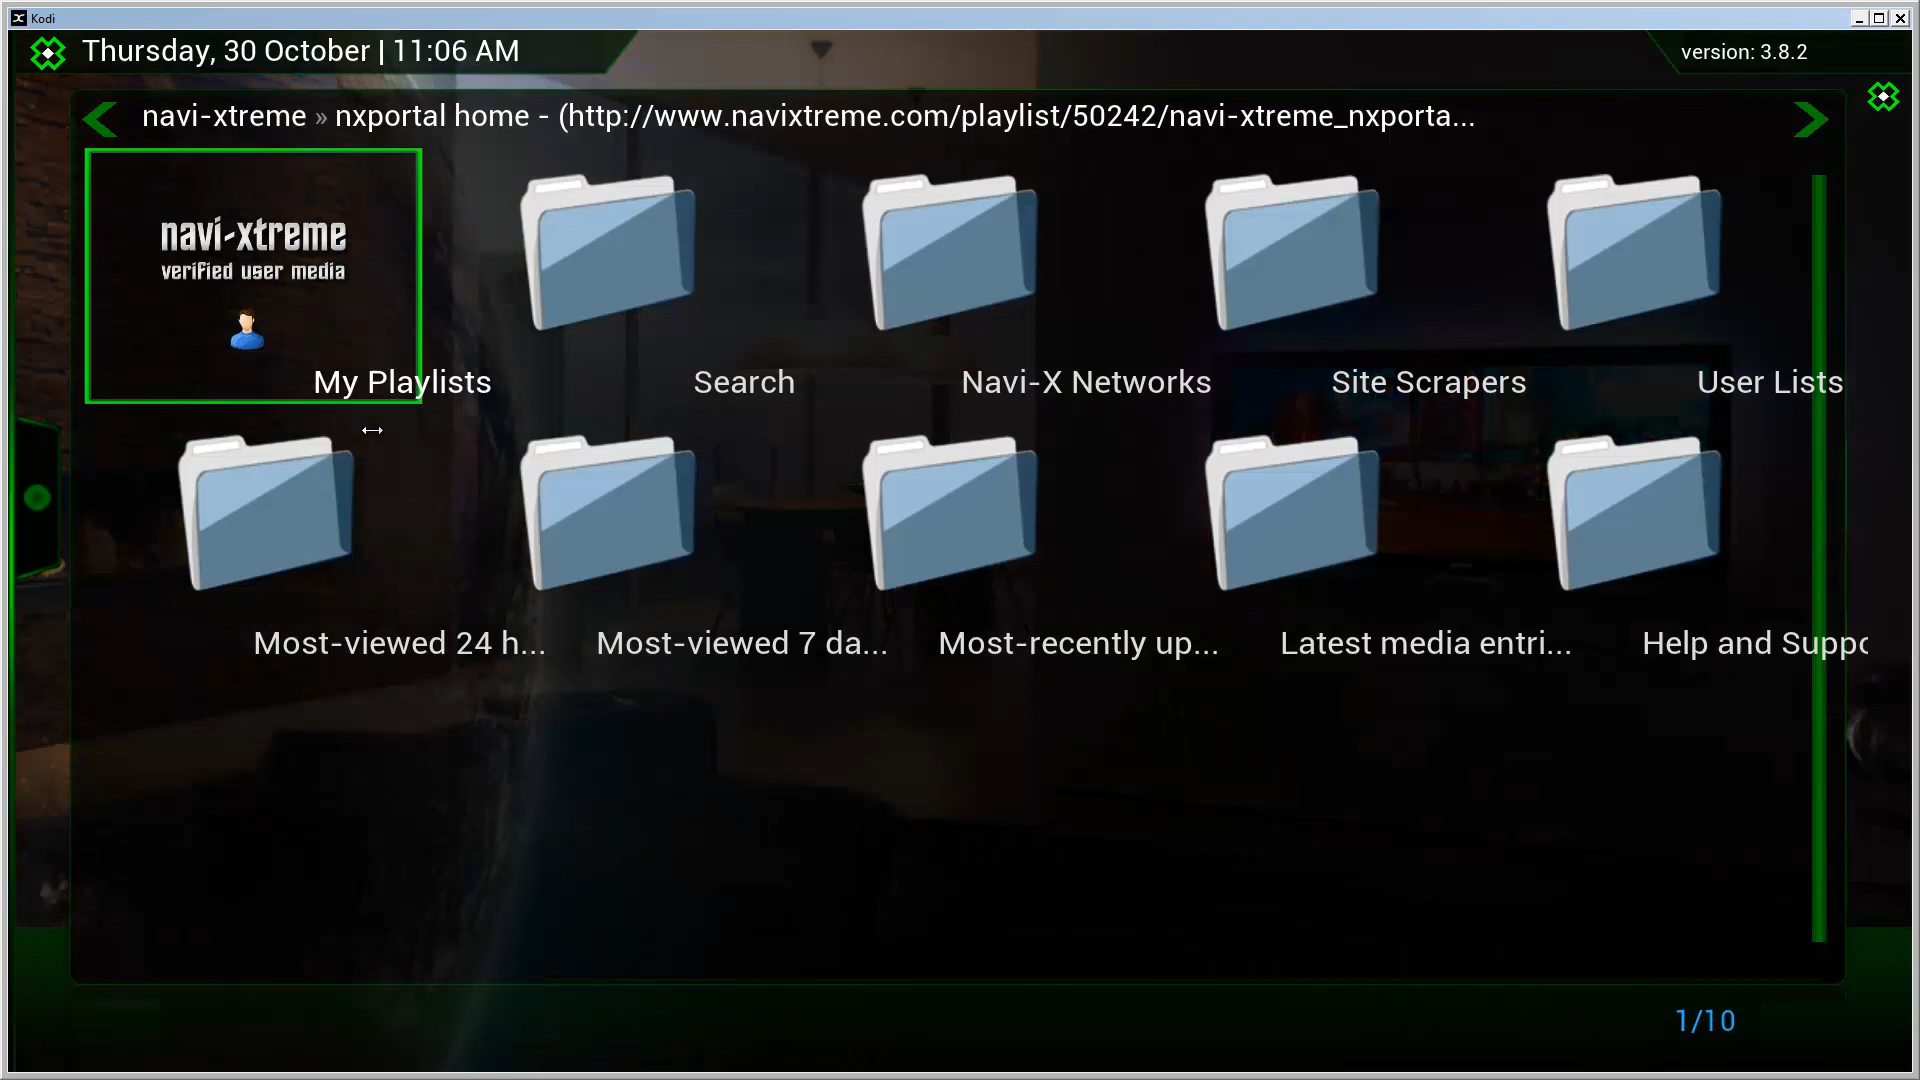 Kodi
Thursday, 30 October | 11:06 AM
version: 3.8.2
navi-xtreme » nxportal home - (http://www.navixtreme.com/playlist/50242/navi-xtreme_nxporta...
navi-xtreme
verified user media
My Playlists
Search
Navi-X Networks
Site Scrapers
User Lists
Most-viewed 24 h...
Most-viewed 7 da...
Most-recently up...
Latest media entri...
Help and Suppo
1/10